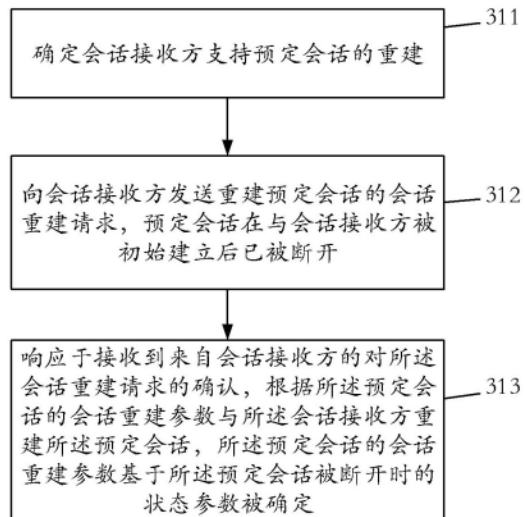 确定会话接收方支持预定会话的重建
311
向会话接收方发送重建预定会话的会话
重建请求，预定会话在与会话接收方被
初始建立后已被断开
312
响应于接收到来自会话接收方的对所述
会话重建请求的确认，根据所述预定会
话的会话重建参数与所述会话接收方重
建所述预定会话，所述预定会话的会话
重建参数基于所述预定会话被断开时的
状态参数被确定
313